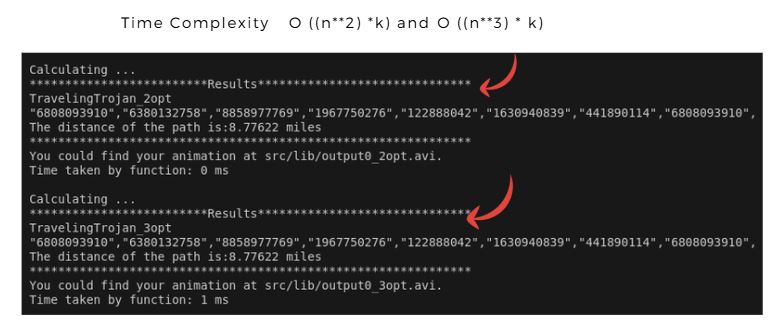 Time Complexity O ((n**2) *k) and O ((n**3) * k)
Calculating ...
*************************Results******************************
TravelingTrojan_2opt
"6808093910","6380132758","8858977769","1967750276","122888042","1630940839","441890114","6808093910",
The distance of the path is:8.77622 miles
**************************************************************
You could find your animation at src/lib/output0_2opt.avi.
Time taken by function: 0 ms
Calculating ...
*************************Results******************************
TravelingTrojan_3opt
"6808093910","6380132758","8858977769","1967750276","122888042","1630940839","441890114","6808093910",
The distance of the path is:8.77622 miles
**************************************************************
You could find your animation at src/lib/output0_3opt.avi.
Time taken by function: 1 ms